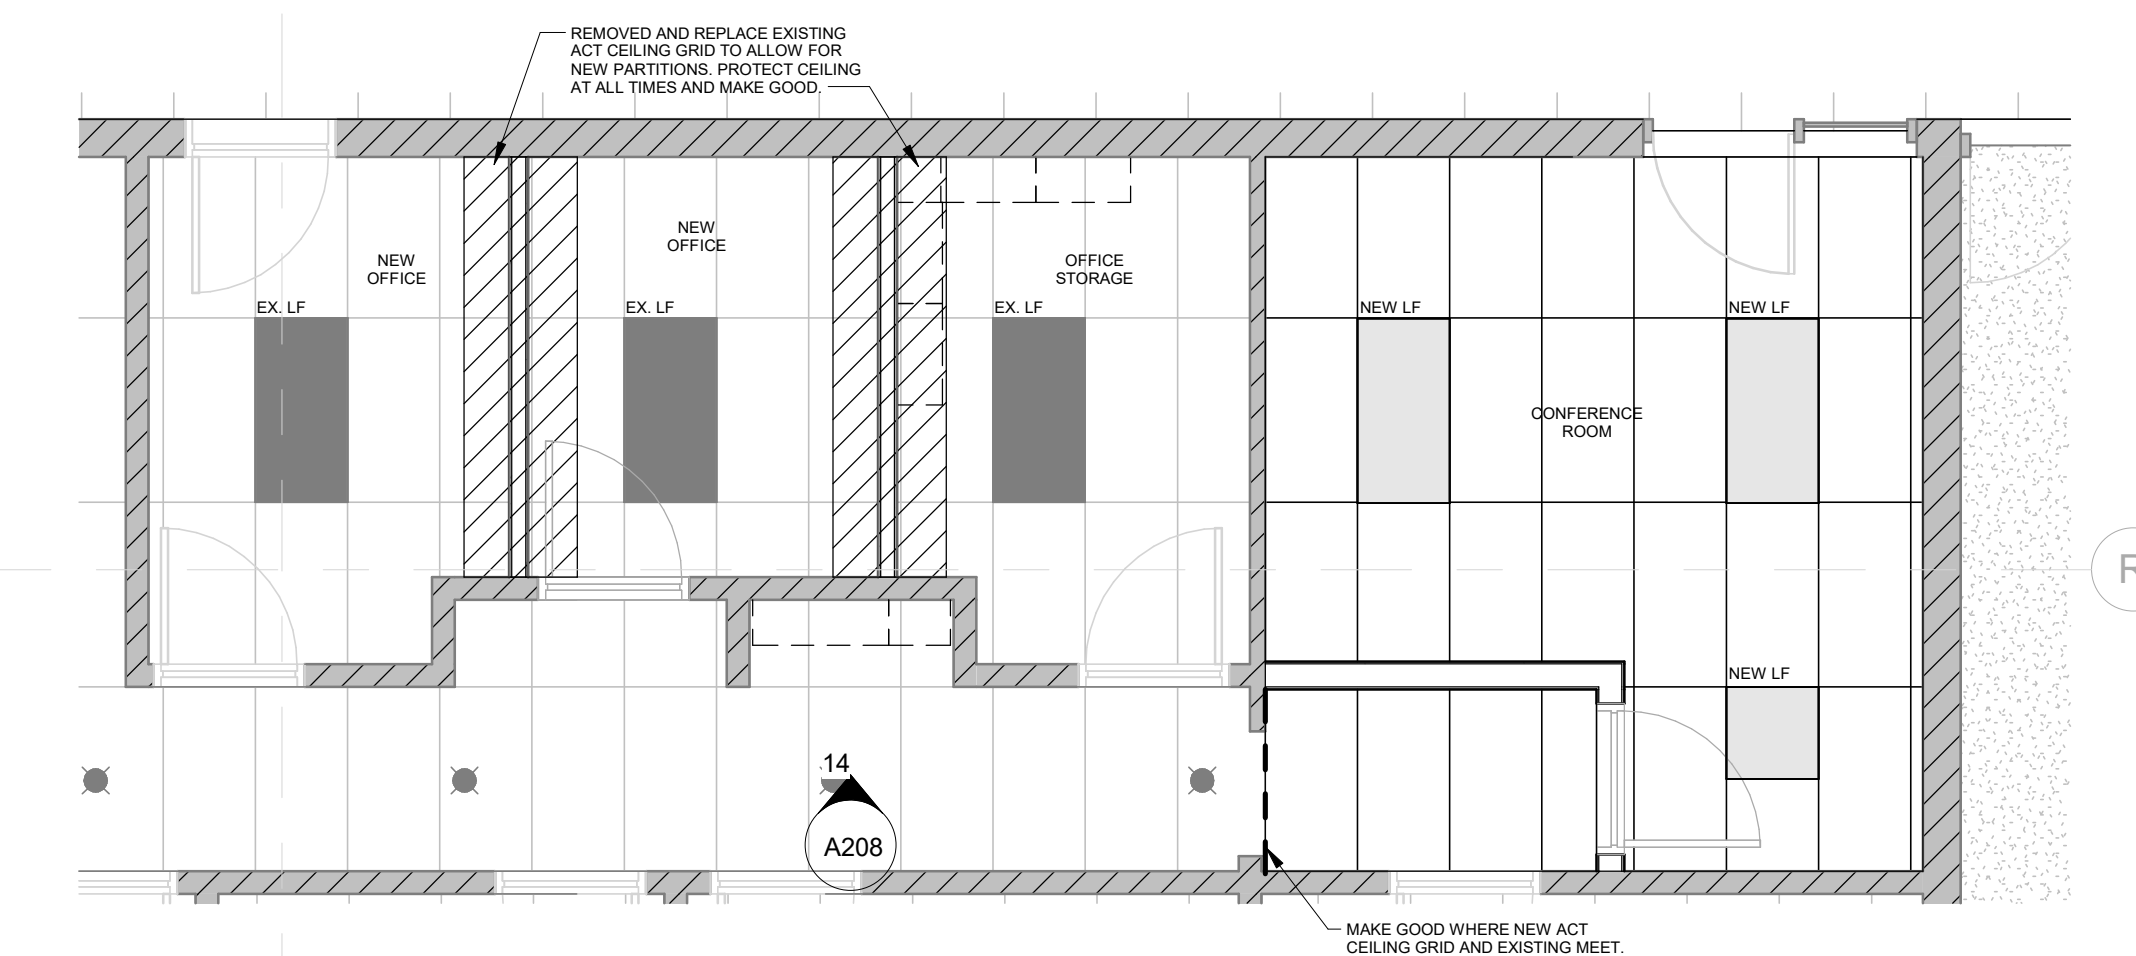 REMOVED AND REPLACE EXISTING
ACT CEILING GRID TO ALLOW FOR
NEW PARTITIONS. PROTECT CEILING
AT ALL TIMES AND MAKE GOOD.
NEW
OFFICE
NEW
OFFICE
OFFICE
STORAGE
EX. LF
EX. LF
EX. LF
NEW LF
NEW LF
CONFERENCE
ROOM
R
NEW LF
14
A208
MAKE GOOD WHERE NEW ACT
CEILING GRID AND EXISTING MEET.